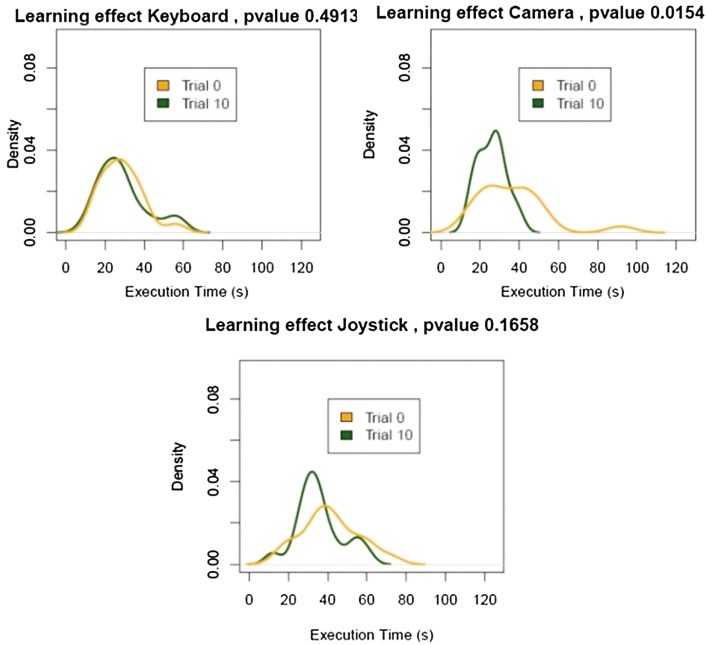 Learning effect Keyboard , pvalue 0.4913
Density
0.00 0.04 0.08
Trial 0
Trial 10
0 20 40 60 80 100 120
Execution Time (s)
Learning effect Camera , pvalue 0.0154
Density
0.00 0.04 0.08
Trial 0
Trial 10
0 20 40 60 80 100 120
Execution Time (s)
Learning effect Joystick , pvalue 0.1658
Density
0.00 0.04 0.08
Trial 0
Trial 10
0 20 40 60 80 100 120
Execution Time (s)